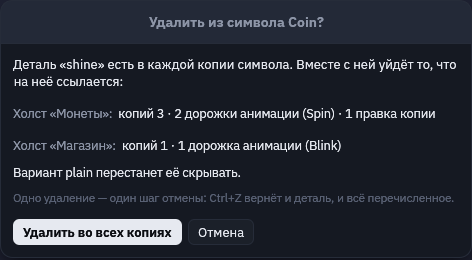 Удалить из символа Coin?
Деталь «shine» есть в каждой копии символа. Вместе с ней уйдёт то, что
на неё ссылается:
Холст «Монеты»: копий 3 · 2 дорожки анимации (Spin) · 1 правка копии
Холст «Магазин»: копий 1 · 1 дорожка анимации (Blink)
Вариант plain перестанет её скрывать.
Одно удаление — один шаг отмены: Ctrl+Z вернёт и деталь, и всё перечисленное.
Удалить во всех копиях Отмена